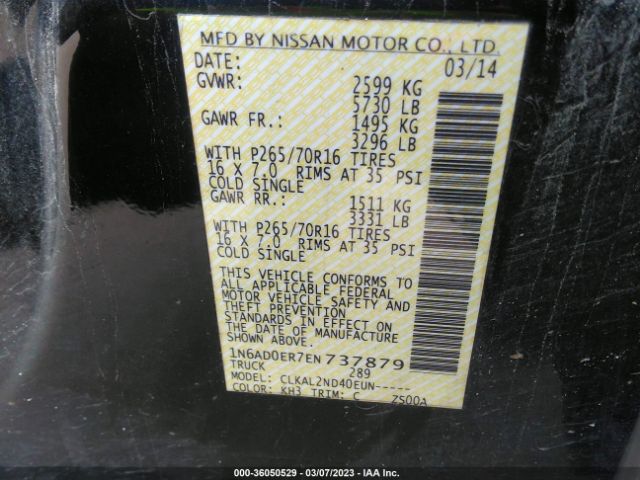 MFD BY NISSAN MOTOR CO., LTD.
DATE: 03/14
GVWR: 2599 KG
5730 LB
GAWR FR.: 1495 KG
3296 LB
WITH P265/70R16 TIRES
16 X 7.0 RIMS AT 35 PSI
COLD SINGLE
GAWR RR.: 1511 KG
3331 LB
WITH P265/70R16 TIRES
16 X 7.0 RIMS AT 35 PSI
COLD SINGLE
THIS VEHICLE CONFORMS TO
ALL APPLICABLE FEDERAL
MOTOR VEHICLE SAFETY AND
THEFT PREVENTION
STANDARDS IN EFFECT ON
THE DATE OF MANUFACTURE
SHOWN ABOVE.
1N6AD0ER7EN737879
TRUCK 289
MODEL: CLKAL2ND40EUN-----
COLOR: KH3 TRIM: C ZS00A
000-36050529 - 03/07/2023 - IAA Inc.